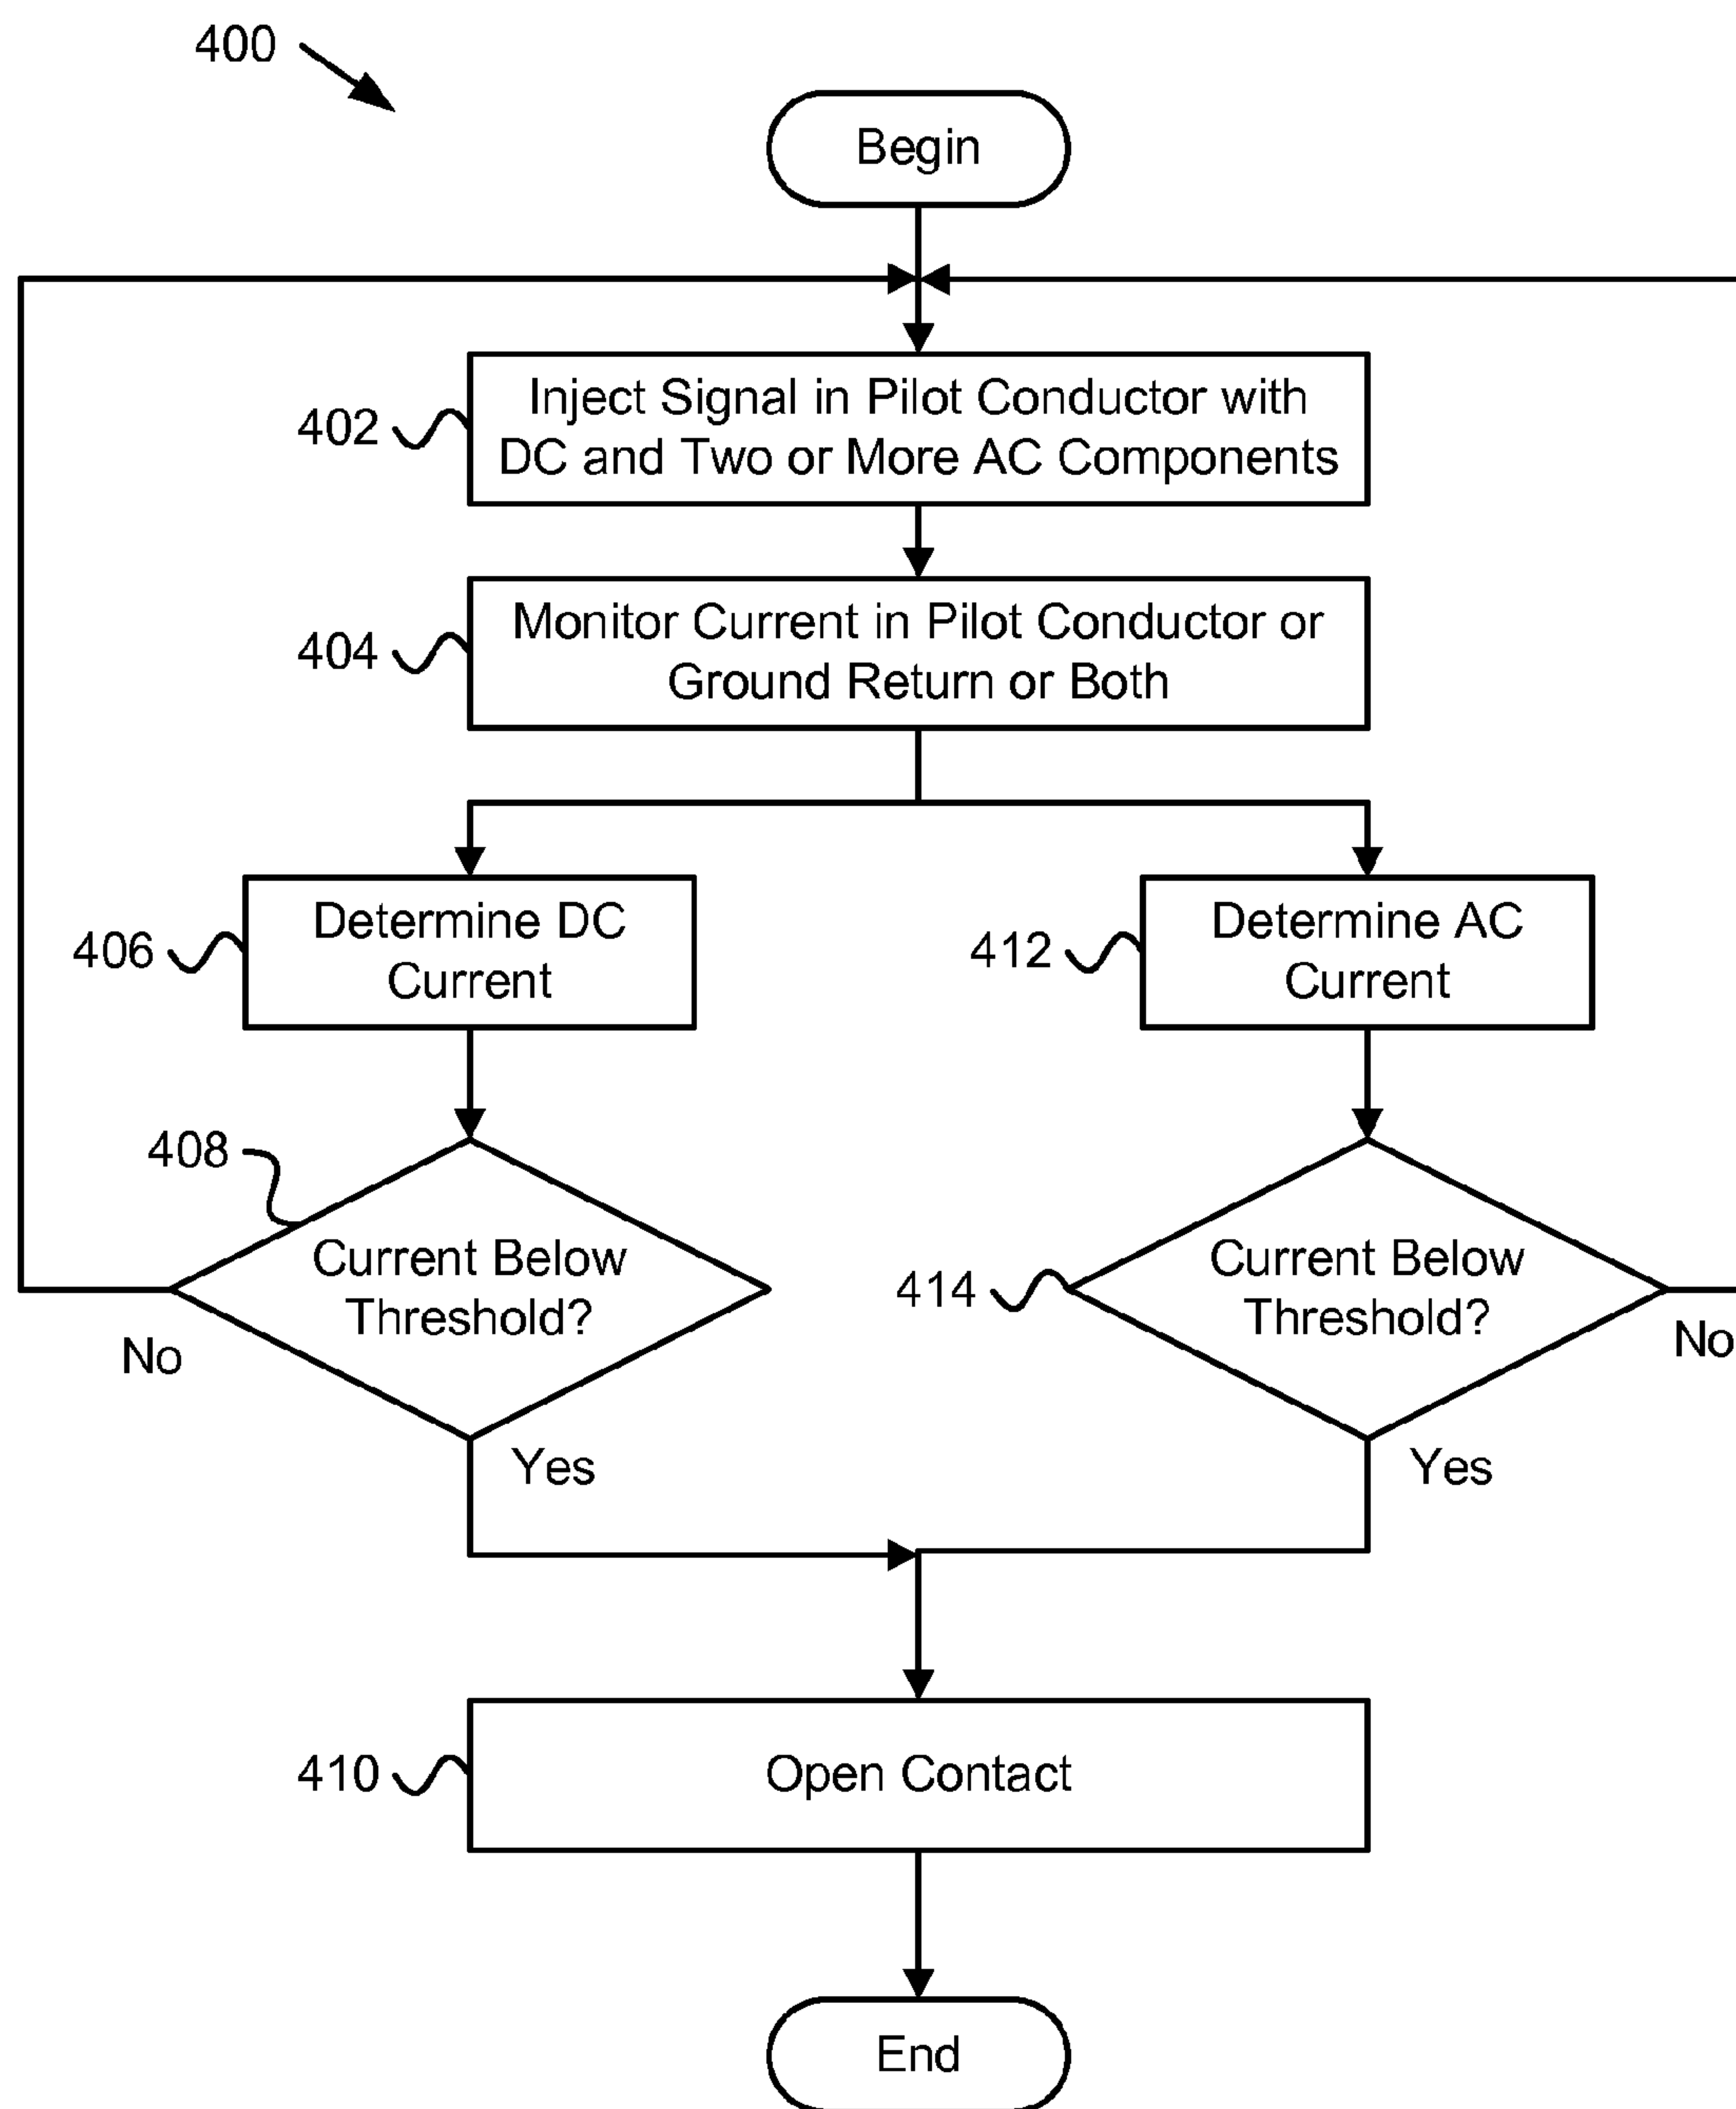 400
Begin
402
Inject Signal in Pilot Conductor with
DC and Two or More AC Components
404
Monitor Current in Pilot Conductor or
Ground Return or Both
406
Determine DC
Current
412
Determine AC
Current
408
Current Below
Threshold?
No
Yes
414
Current Below
Threshold?
No
Yes
410
Open Contact
End